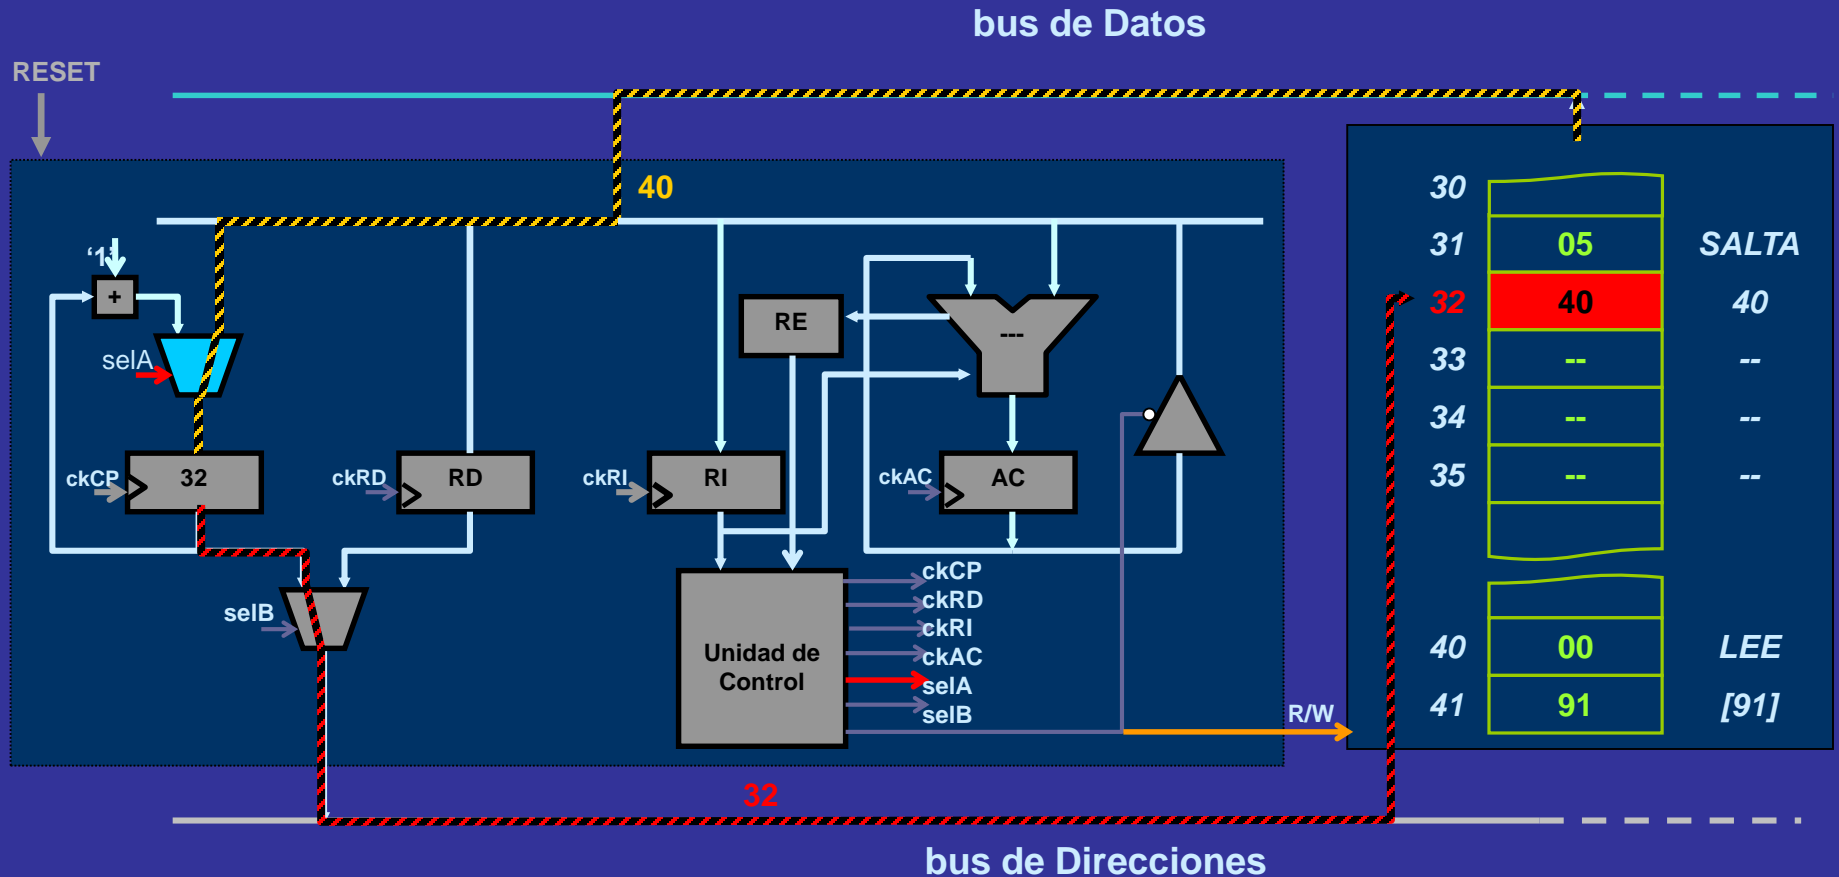 bus de Datos
RESET
40
‘1’
+
selA
32
ckCP
RD
ckRD
RE
---
RI
ckRI
AC
ckAC
selB
Unidad de
Control
ckCP
ckRD
ckRI
ckAC
selA
selB
R/W
30
31 05 SALTA
32 40 40
33 -- --
34 -- --
35 -- --
40 00 LEE
41 91 [91]
32
bus de Direcciones